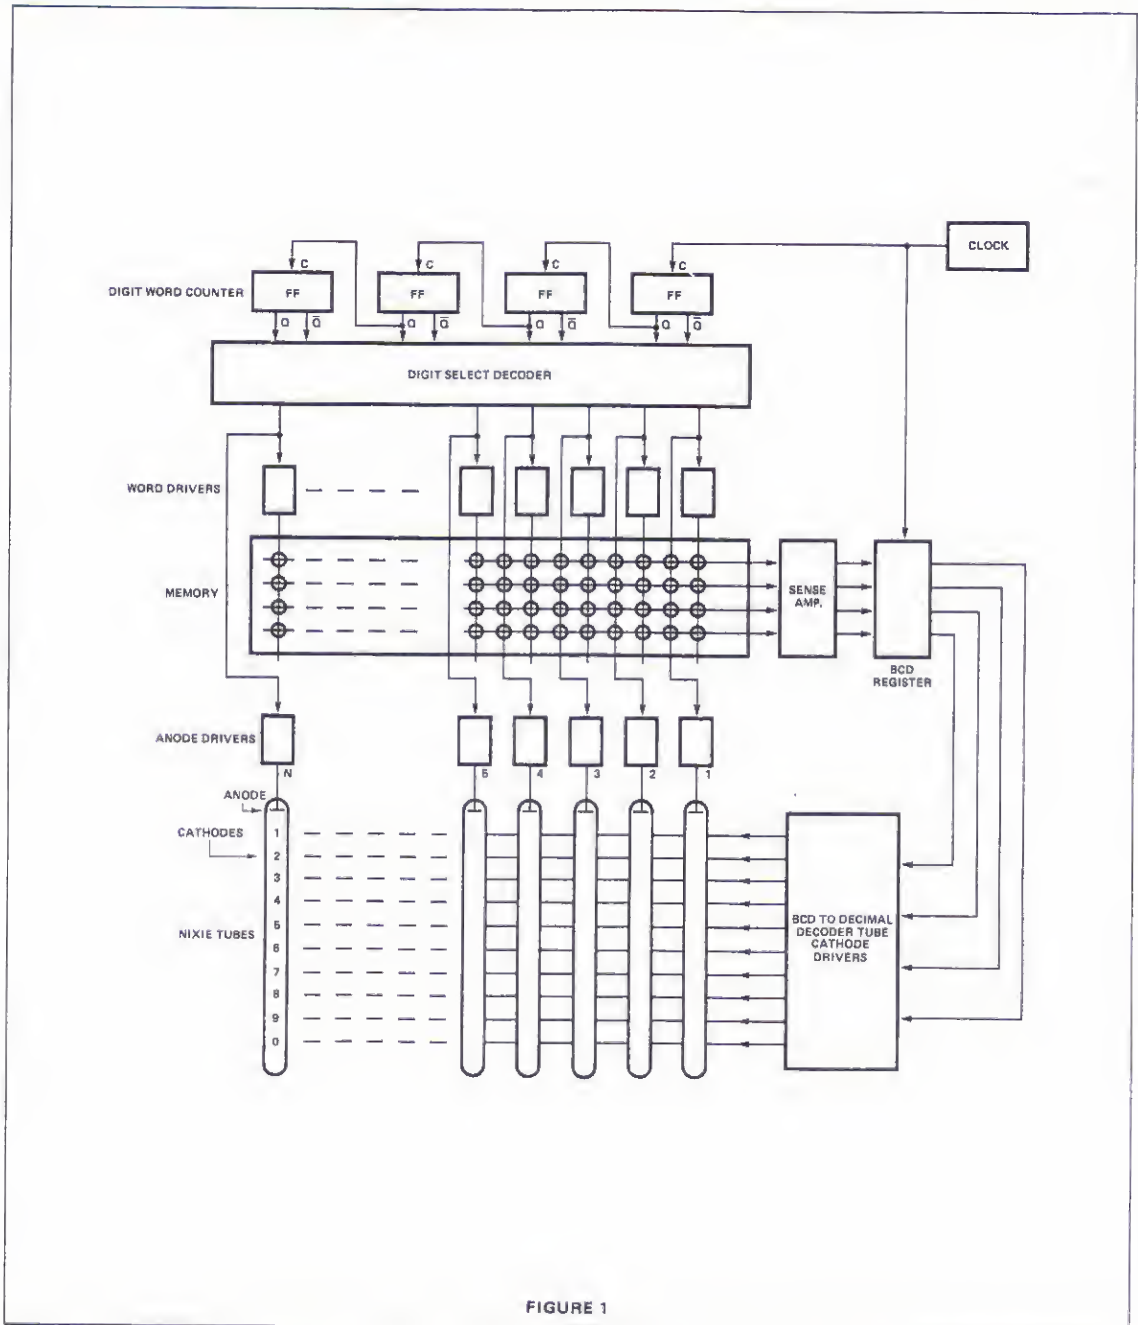 CLOCK
C C C C
DIGIT WORD COUNTER
FF FF FF FF
Q Q̅ Q Q̅ Q Q̅ Q Q̅
DIGIT SELECT DECODER
WORD DRIVERS
MEMORY
SENSE
AMP.
BCD
REGISTER
ANODE DRIVERS
N 5 4 3 2 1
ANODE
CATHODES
NIXIE TUBES
1
2
3
4
5
6
7
8
9
0
BCD TO DECIMAL
DECODER TUBE
CATHODE
DRIVERS
FIGURE 1